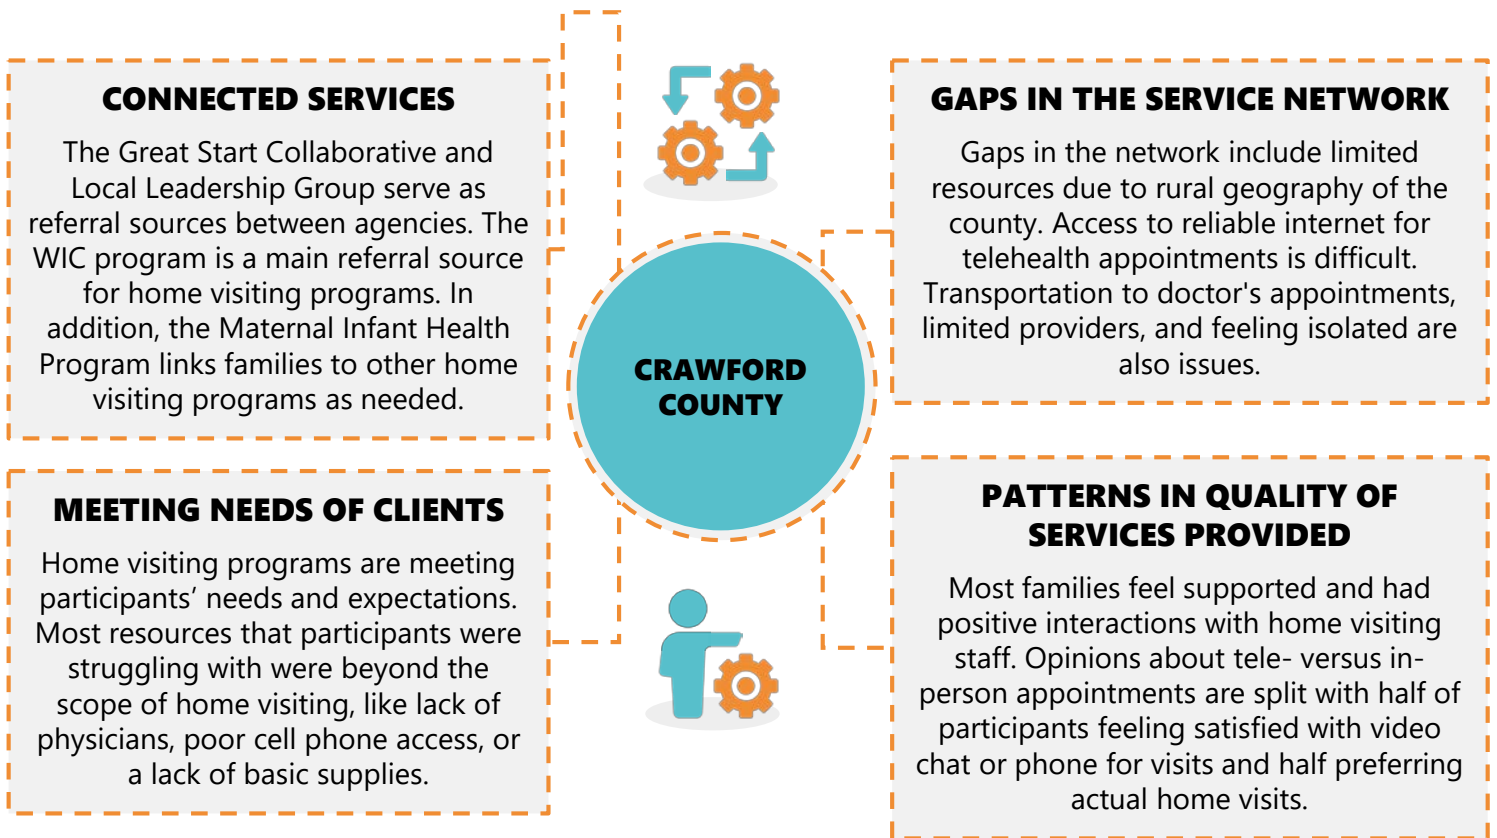 CONNECTED SERVICES
The Great Start Collaborative and
Local Leadership Group serve as
referral sources between agencies. The
WIC program is a main referral source
for home visiting programs. In
addition, the Maternal Infant Health
Program links families to other home
visiting programs as needed.
MEETING NEEDS OF CLIENTS
Home visiting programs are meeting
participants’ needs and expectations.
Most resources that participants were
struggling with were beyond the
scope of home visiting, like lack of
physicians, poor cell phone access, or
a lack of basic supplies.
CRAWFORD
COUNTY
GAPS IN THE SERVICE NETWORK
Gaps in the network include limited
resources due to rural geography of the
county. Access to reliable internet for
telehealth appointments is difficult.
Transportation to doctor's appointments,
limited providers, and feeling isolated are
also issues.
PATTERNS IN QUALITY OF
SERVICES PROVIDED
Most families feel supported and had
positive interactions with home visiting
staff. Opinions about tele- versus in-
person appointments are split with half of
participants feeling satisfied with video
chat or phone for visits and half preferring
actual home visits.